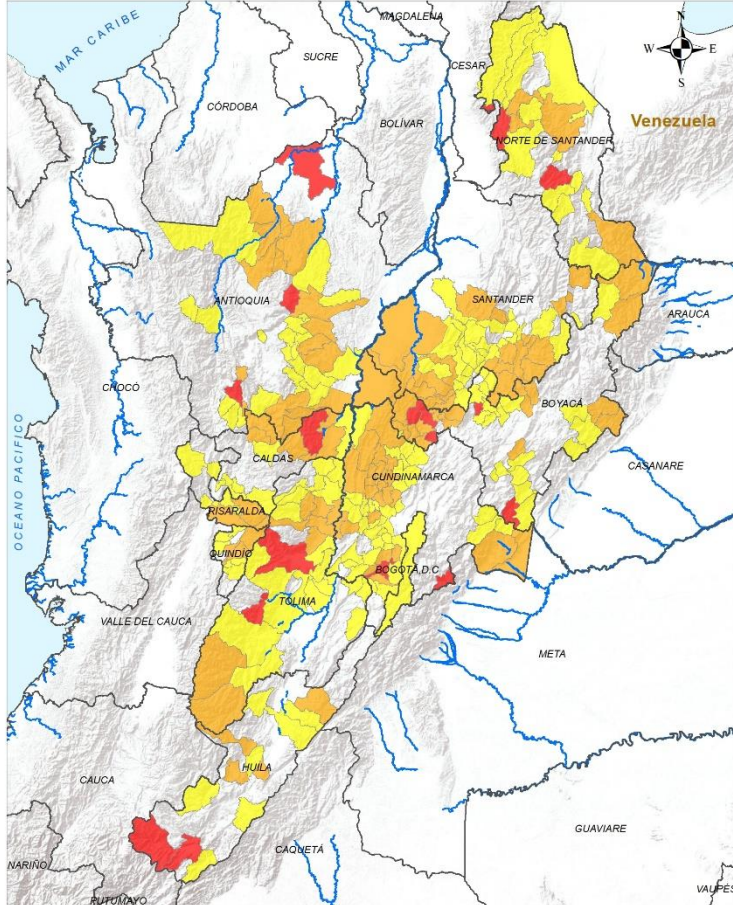 MAGDALENA
N
MAR CARIBE
W
E
SUCRE
CESAR
S
CÓRDOBA
BOLÍVAR
Venezuela
NORTE DE SANTANDER
ANTIOQUIA
SANTANDER
ARAUCA
CHOCÓ
BOYACÁ
CALDAS
CUNDINAMARCA
CASANARE
OCEANO PACIFICO
RISARALDA
QUINDÍO
BOGOTÁ, D.C
TOLIMA
VALLE DEL CAUCA
META
HUILA
CAUCA
GUAVIARE
CAQUETÁ
NARIÑO
PUTUMAYO
VAUPÉS